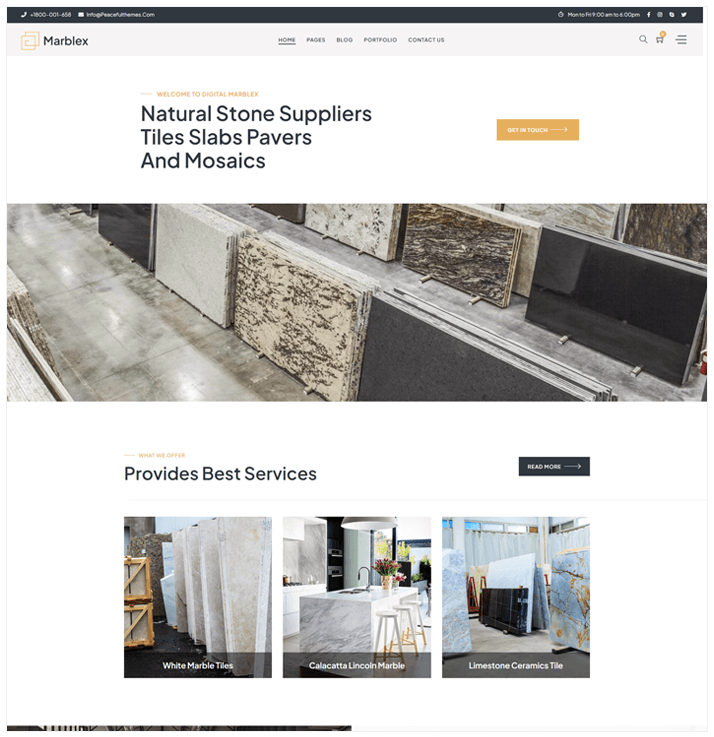 +1800-001-658
Info@Peacefulthemes.Com
Mon to Fri 9:00 am to 6:00pm
Marblex
HOME
PAGES
BLOG
PORTFOLIO
CONTACT US
WELCOME TO DIGITAL MARBLEX
Natural Stone Suppliers
Tiles Slabs Pavers
And Mosaics
GET IN TOUCH
WHAT WE OFFER
Provides Best Services
READ MORE
White Marble Tiles
Calacatta Lincoln Marble
Limestone Ceramics Tile